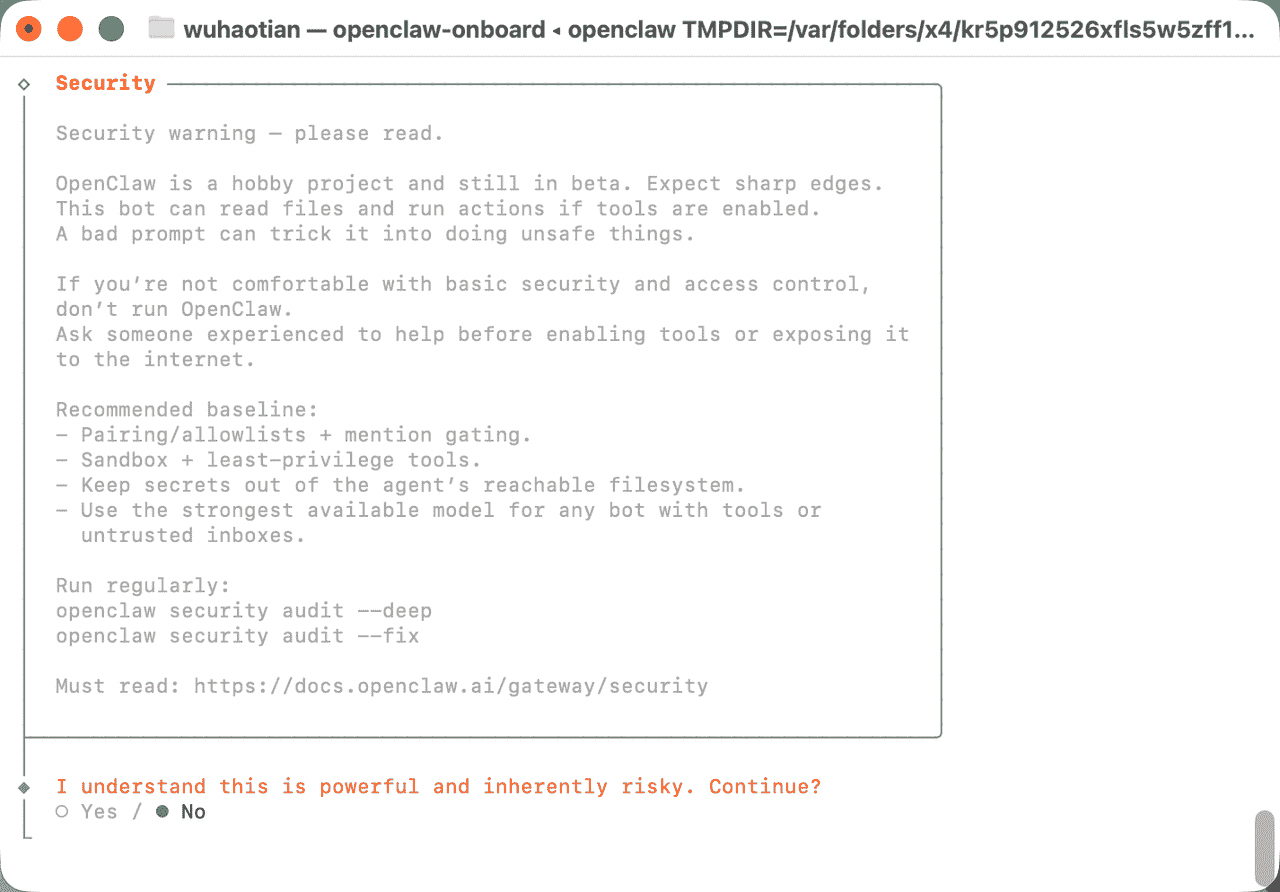 wuhaotian — openclaw-onboard ◂ openclaw TMPDIR=/var/folders/x4/kr5p912526xfls5w5zff1...
Security
Security warning — please read.
OpenClaw is a hobby project and still in beta. Expect sharp edges.
This bot can read files and run actions if tools are enabled.
A bad prompt can trick it into doing unsafe things.
If you’re not comfortable with basic security and access control,
don’t run OpenClaw.
Ask someone experienced to help before enabling tools or exposing it
to the internet.
Recommended baseline:
- Pairing/allowlists + mention gating.
- Sandbox + least-privilege tools.
- Keep secrets out of the agent’s reachable filesystem.
- Use the strongest available model for any bot with tools or
untrusted inboxes.
Run regularly:
openclaw security audit --deep
openclaw security audit --fix
Must read: https://docs.openclaw.ai/gateway/security
I understand this is powerful and inherently risky. Continue?
○ Yes / ● No